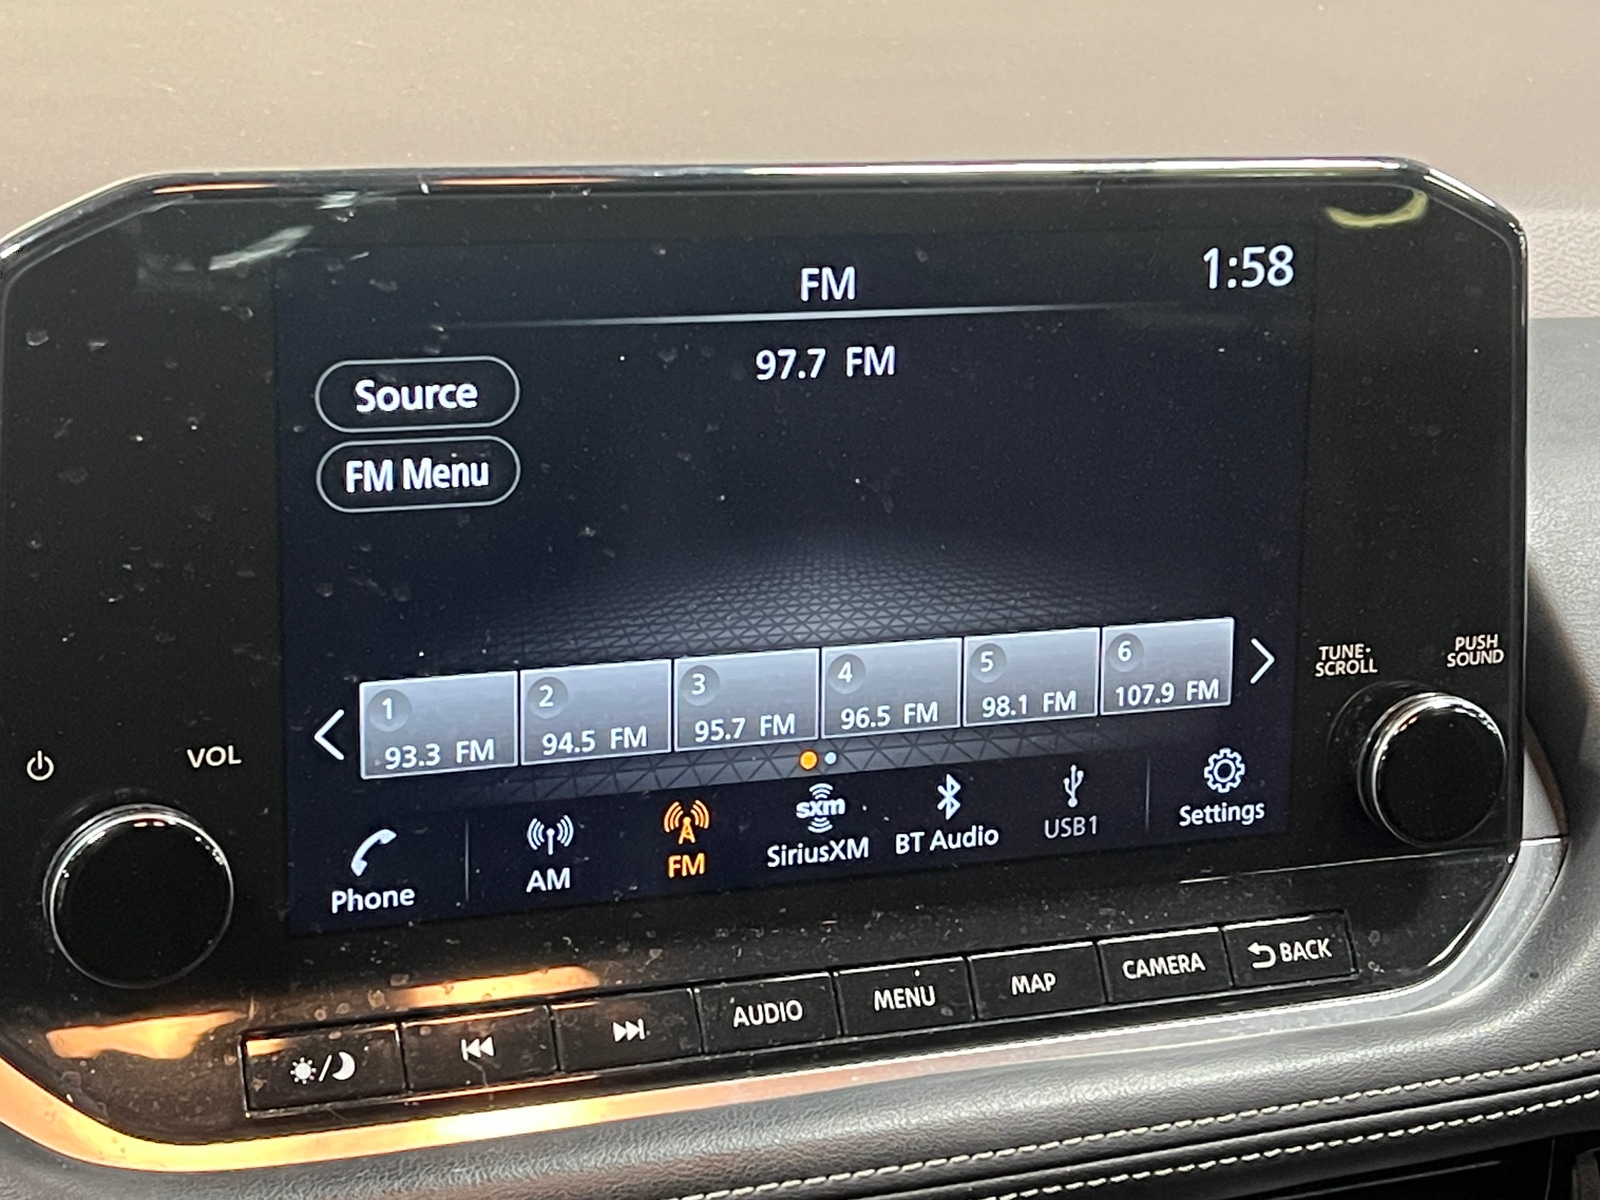 FM
1:58
97.7 FM
Source
FM Menu
1
93.3 FM
2
94.5 FM
3
95.7 FM
4
96.5 FM
5
98.1 FM
6
107.9 FM
TUNE·
SCROLL
PUSH
SOUND
VOL
Phone
AM
FM
sxm
SiriusXM
BT Audio
USB1
Settings
AUDIO
MENU
MAP
CAMERA
BACK